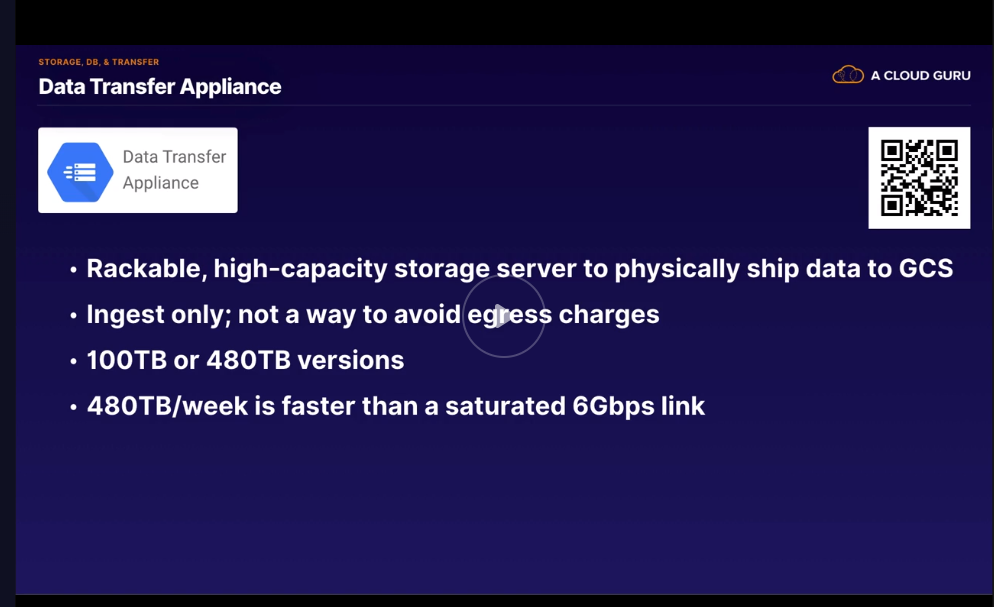 STORAGE, DB, & TRANSFER
Data Transfer Appliance
A CLOUD GURU
Data Transfer
Appliance
• Rackable, high-capacity storage server to physically ship data to GCS
• Ingest only; not a way to avoid egress charges
• 100TB or 480TB versions
• 480TB/week is faster than a saturated 6Gbps link